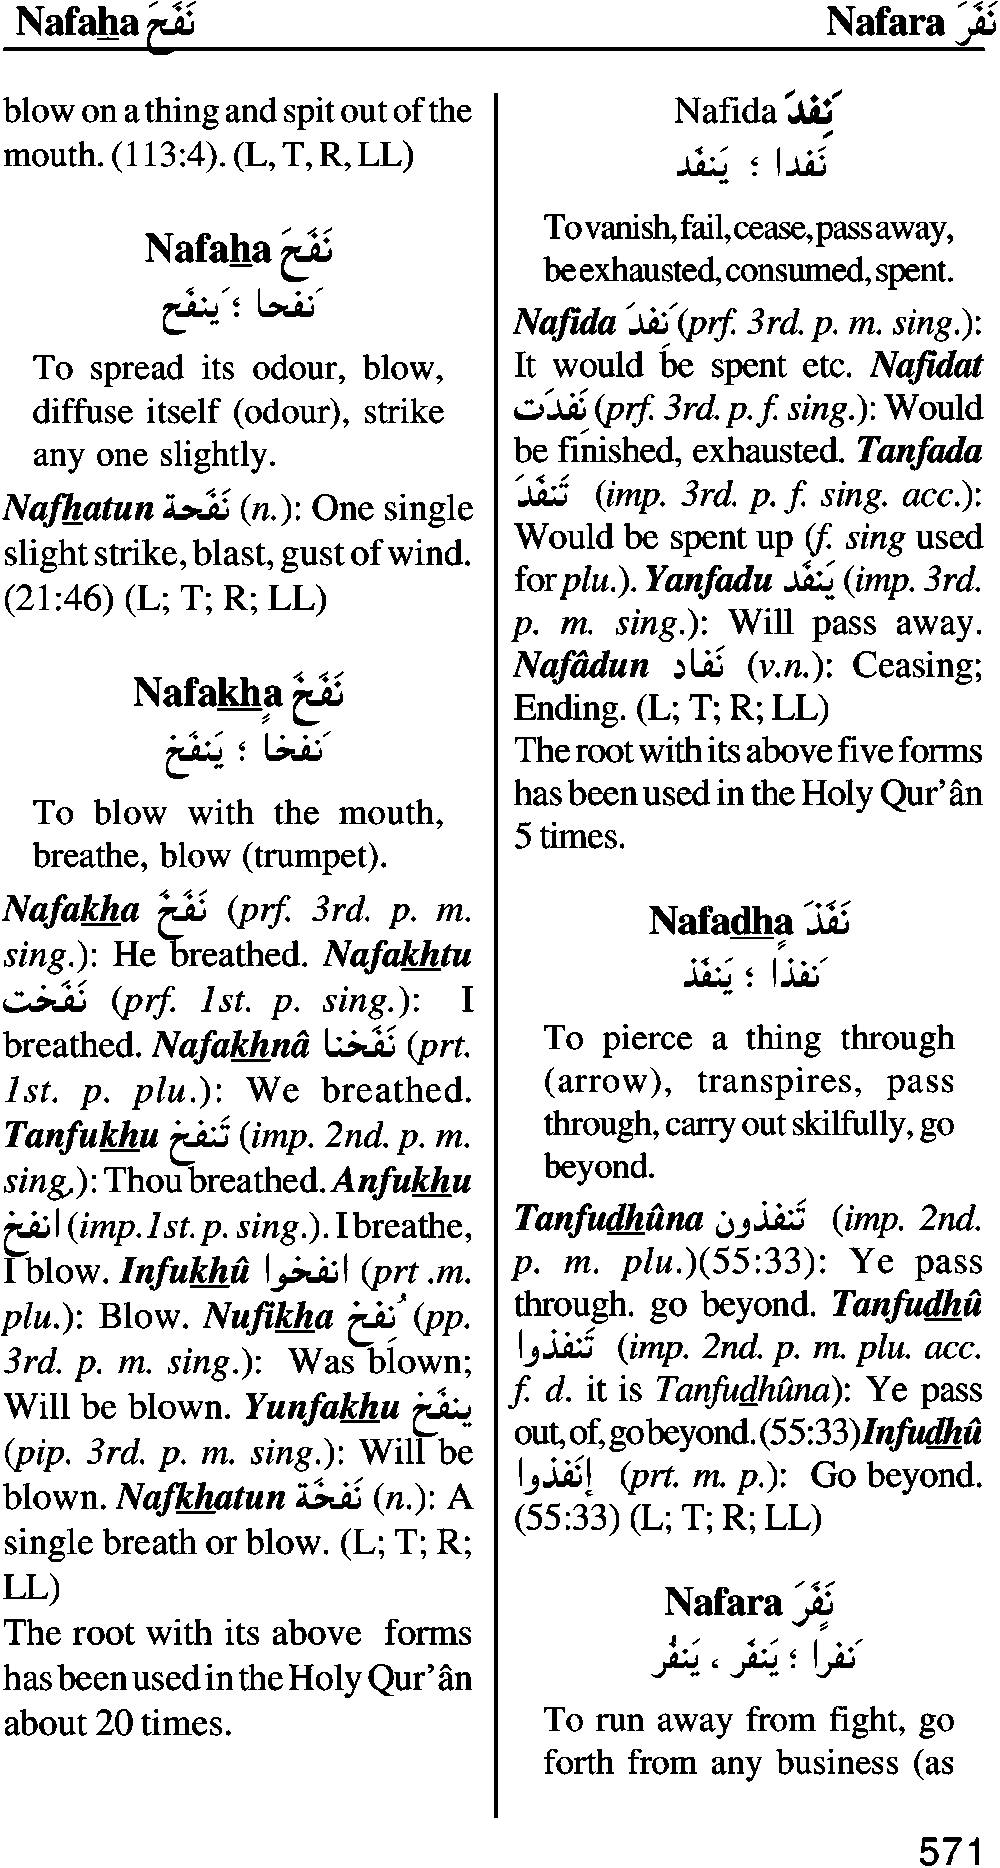 Nafaha نَفَحَ
Nafara نَفَرَ
blow on a thing and spit out of the
mouth. (113:4). (L, T, R, LL)
Nafaha نَفَحَ
نَفحا ؛ يَنفَح
To spread its odour, blow,
diffuse itself (odour), strike
any one slightly.
Nafhatun نَفَحة (n.): One single
slight strike, blast, gust of wind.
(21:46) (L; T; R; LL)
Nafakha نَفَخَ
نَفخا ؛ يَنفَخ
To blow with the mouth,
breathe, blow (trumpet).
Nafakha نَفَخَ (prf. 3rd. p. m.
sing.): He breathed. Nafakhtu
نَفَخت (prf. 1st. p. sing.): I
breathed. Nafakhnâ نَفَخنا (prt.
1st. p. plu.): We breathed.
Tanfukhu تَنفخ (imp. 2nd. p. m.
sing,): Thou breathed. Anfukhu
انفخ (imp.1st. p. sing.). I breathe,
I blow. Infukhû انفخوا (prt .m.
plu.): Blow. Nufikha نُفِخ (pp.
3rd. p. m. sing.): Was blown;
Will be blown. Yunfakhu ينفَخ
(pip. 3rd. p. m. sing.): Will be
blown. Nafkhatun نَفَخَة (n.): A
single breath or blow. (L; T; R;
LL)
The root with its above forms
has been used in the Holy Qur’ân
about 20 times.
Nafida نَفِدَ
نَفَدا ؛ يَنفَد
To vanish, fail, cease, pass away,
be exhausted, consumed, spent.
Nafida نَفِدَ (prf. 3rd. p. m. sing.):
It would be spent etc. Nafidat
نَفِدَت (prf. 3rd. p. f. sing.): Would
be finished, exhausted. Tanfada
تَنفَدَ (imp. 3rd. p. f. sing. acc.):
Would be spent up (f. sing used
for plu.). Yanfadu يَنفَد (imp. 3rd.
p. m. sing.): Will pass away.
Nafâdun نَفاد (v.n.): Ceasing;
Ending. (L; T; R; LL)
The root with its above five forms
has been used in the Holy Qur’ân
5 times.
Nafadha نَفَذَ
نَفذا ؛ يَنفَذ
To pierce a thing through
(arrow), transpires, pass
through, carry out skilfully, go
beyond.
Tanfudhûna تَنفذون (imp. 2nd.
p. m. plu.)(55:33): Ye pass
through. go beyond. Tanfudhû
تَنفذوا (imp. 2nd. p. m. plu. acc.
f. d. it is Tanfudhûna): Ye pass
out, of, go beyond. (55:33)Infudhû
إنَفذوا (prt. m. p.): Go beyond.
(55:33) (L; T; R; LL)
Nafara نَفَرَ
نَفرا ؛ يَنفَر ، يَنفُر
To run away from fight, go
forth from any business (as
571